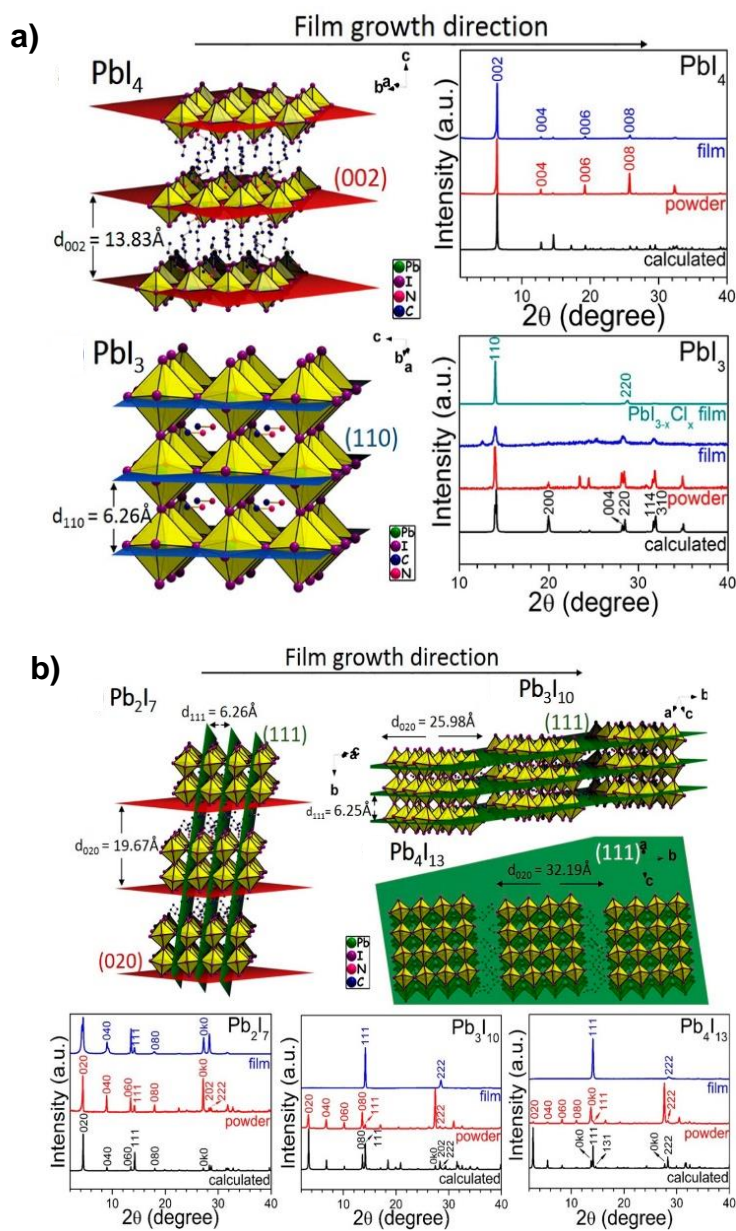 a)
Film growth direction
PbI4
c
b a
(002)
d002 = 13.83Å
Pb
I
N
C
Intensity (a.u.)
PbI4
002
004
006
008
film
004
006
008
powder
calculated
0 10 20 30 40
2θ (degree)
PbI3
c
b
a
(110)
d110 = 6.26Å
Pb
I
C
N
Intensity (a.u.)
PbI3
110
220
PbI3-xClx film
film
powder
200
004
220
114
310
calculated
10 20 30 40
2θ (degree)
b)
Film growth direction
Pb2I7
d111 = 6.26Å
(111)
b
d020 = 19.67Å
(020)
Pb3I10
d020 = 25.98Å
(111)
a b
c
d111 = 6.25Å
Pb4I13
(111)
a
b
c
d020 = 32.19Å
Pb
I
N
C
Intensity (a.u.)
Pb2I7
040
111
080
0k0
film
020
040
060
111
080
0k0
202
222
powder
020
040
060
111
080
0k0
calculated
0 10 20 30 40
2θ (degree)
Intensity (a.u.)
Pb3I10
111
222
film
020
040
060
080
111
222
powder
080
111
0k0
202
222
calculated
0 10 20 30 40
2θ (degree)
Intensity (a.u.)
Pb4I13
111
222
film
020
040
060
080
0k0
111
222
powder
0k0
111
131
0k0
222
calculated
0 10 20 30 40
2θ (degree)